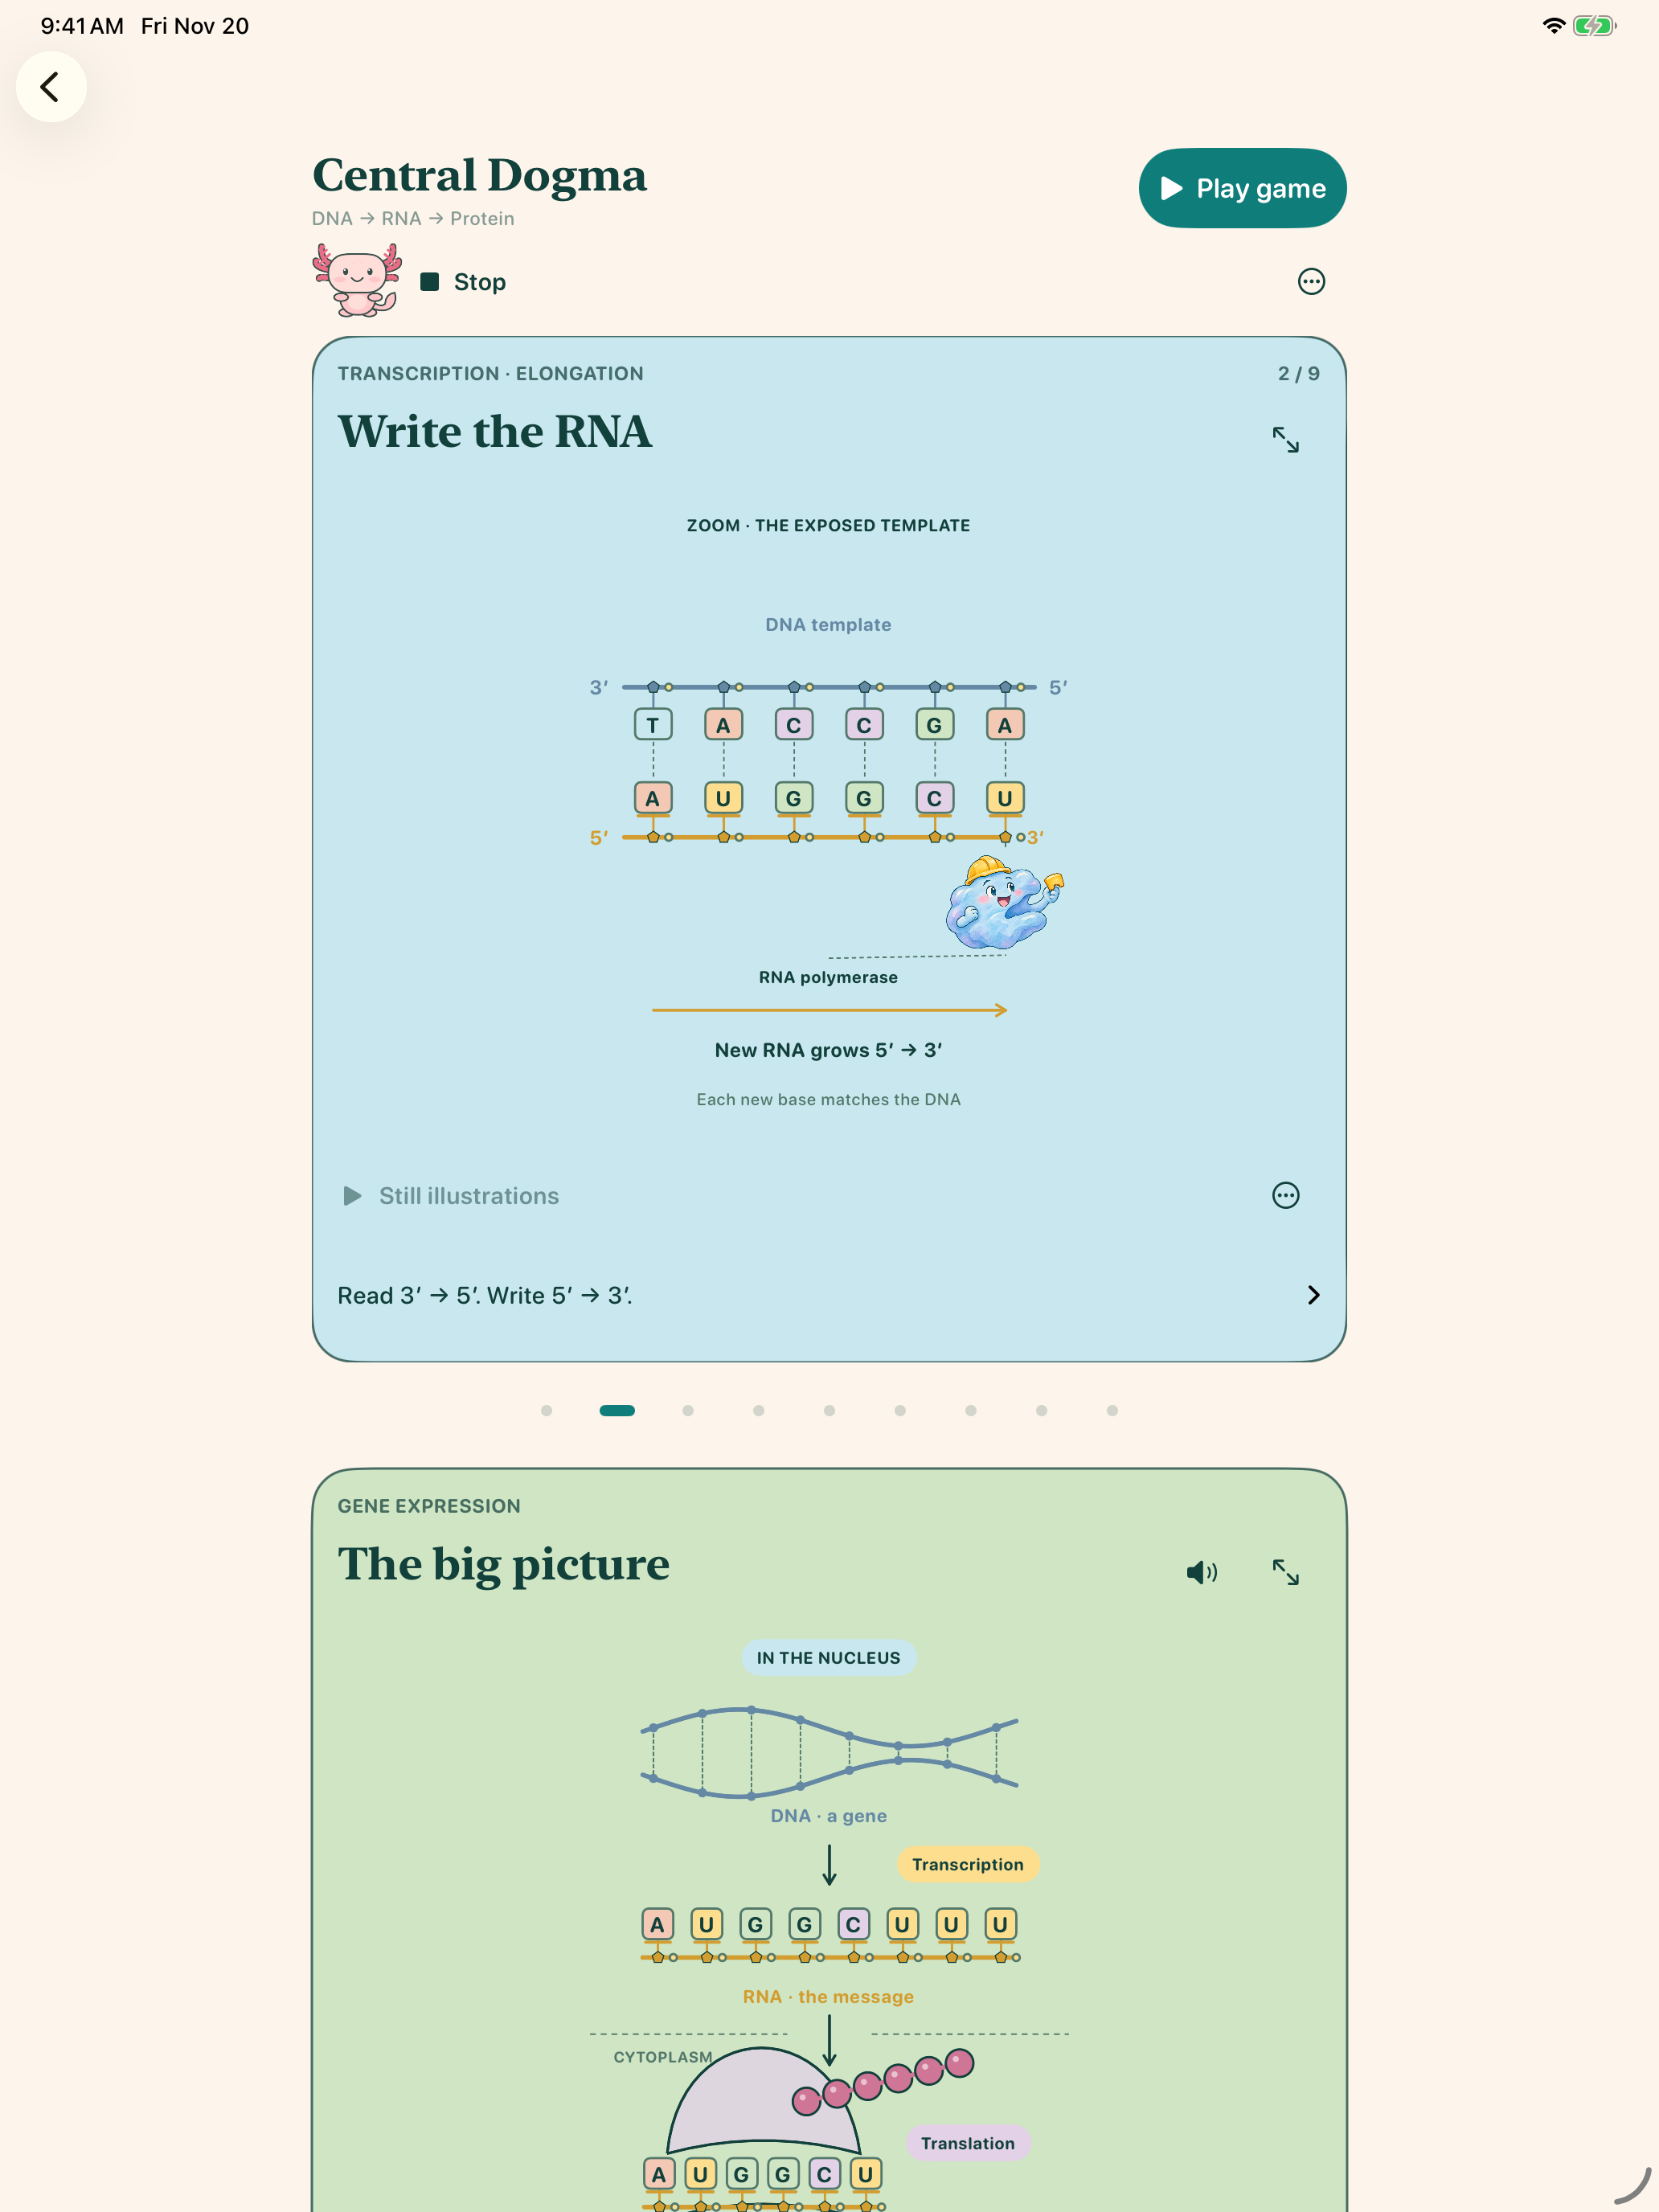 9:41 AM Fri Nov 20
Central Dogma
DNA → RNA → Protein
Play game
Stop
TRANSCRIPTION · ELONGATION
2 / 9
Write the RNA
ZOOM · THE EXPOSED TEMPLATE
DNA template
3′ 5′
T A C C G A
A U G G C U
5′ 3′
RNA polymerase
New RNA grows 5′ → 3′
Each new base matches the DNA
Still illustrations
Read 3′ → 5′. Write 5′ → 3′.
GENE EXPRESSION
The big picture
IN THE NUCLEUS
DNA · a gene
Transcription
A U G G C U U U
RNA · the message
CYTOPLASM
Translation
A U G G C U